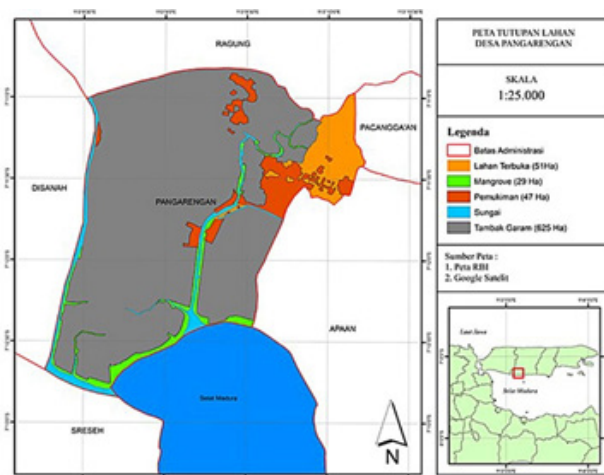 RAGUNG
PACANGGA'AN
DISANAH
PANGARENGAN
APAAN
Selat Madura
SRESEH
N
PETA TUTUPAN LAHAN
DESA PANGARENGAN
SKALA
1:25.000
Legenda
Batas Administrasi
Lahan Terbuka (51Ha)
Mangrove (29 Ha)
Pemukiman (47 Ha)
Sungai
Tambak Garam (625 Ha)
Sumber Peta :
1. Peta RBI
2. Google Satelit
Laut Jawa
Selat Madura